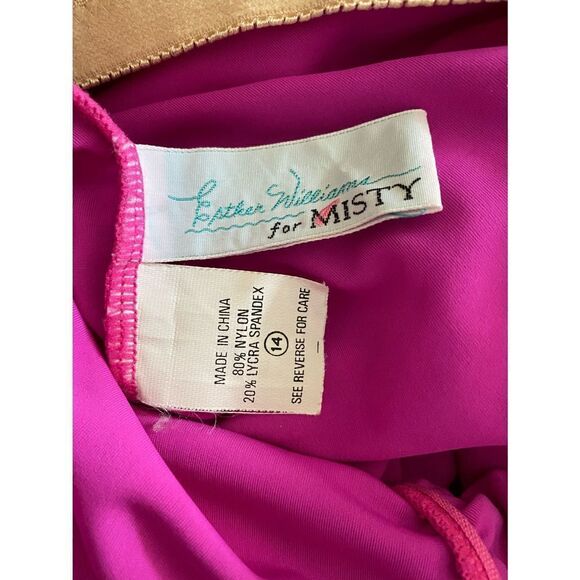 Esther Williams
for MISTY
MADE IN CHINA
80% NYLON
20% LYCRA SPANDEX
14
SEE REVERSE FOR CARE